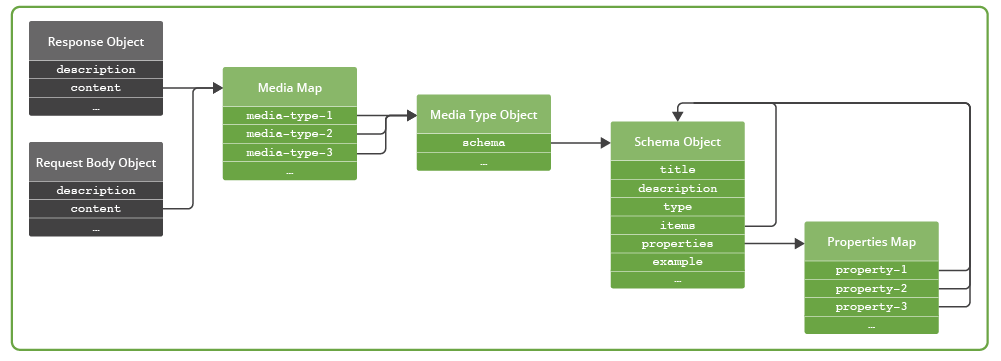 Response Object
description
content
…
Request Body Object
description
content
…
Media Map
media-type-1
media-type-2
media-type-3
…
Media Type Object
schema
…
Schema Object
title
description
type
items
properties
example
…
Properties Map
property-1
property-2
property-3
…